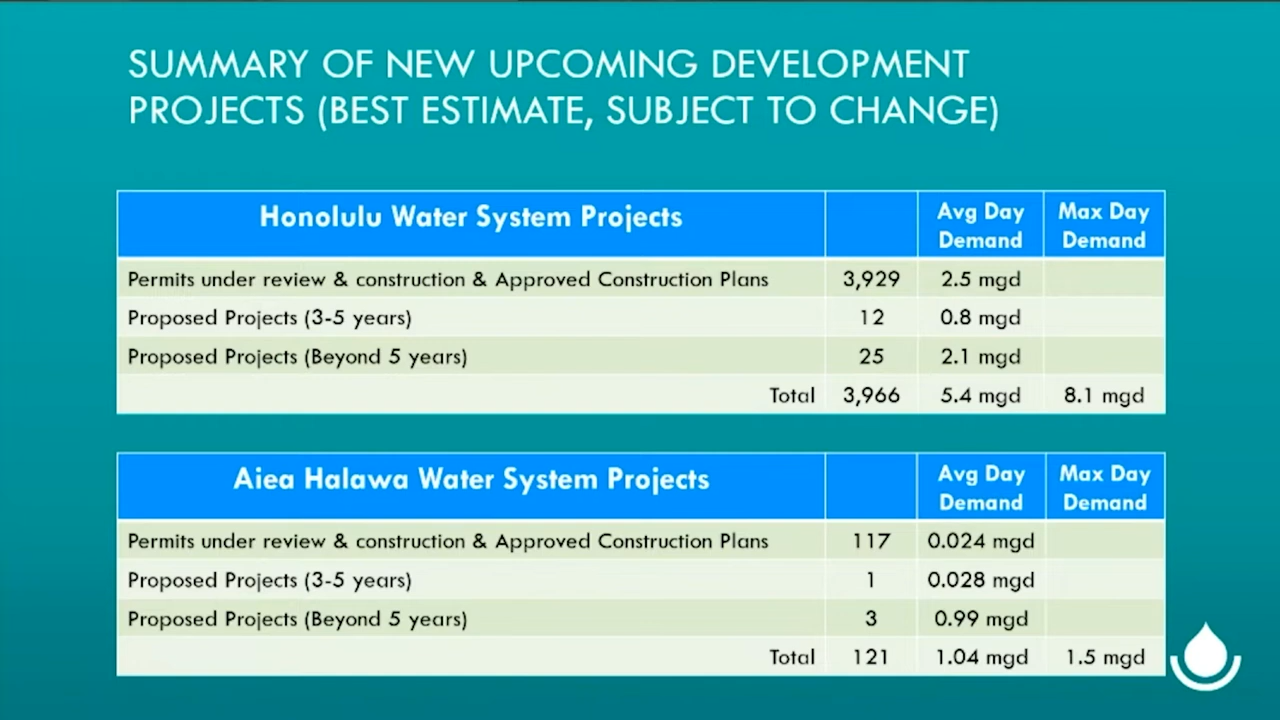 SUMMARY OF NEW UPCOMING DEVELOPMENT
PROJECTS (BEST ESTIMATE, SUBJECT TO CHANGE)
Honolulu Water System Projects Avg Day Demand Max Day Demand
Permits under review & construction & Approved Construction Plans 3,929 2.5 mgd
Proposed Projects (3-5 years) 12 0.8 mgd
Proposed Projects (Beyond 5 years) 25 2.1 mgd
Total 3,966 5.4 mgd 8.1 mgd
Aiea Halawa Water System Projects Avg Day Demand Max Day Demand
Permits under review & construction & Approved Construction Plans 117 0.024 mgd
Proposed Projects (3-5 years) 1 0.028 mgd
Proposed Projects (Beyond 5 years) 3 0.99 mgd
Total 121 1.04 mgd 1.5 mgd